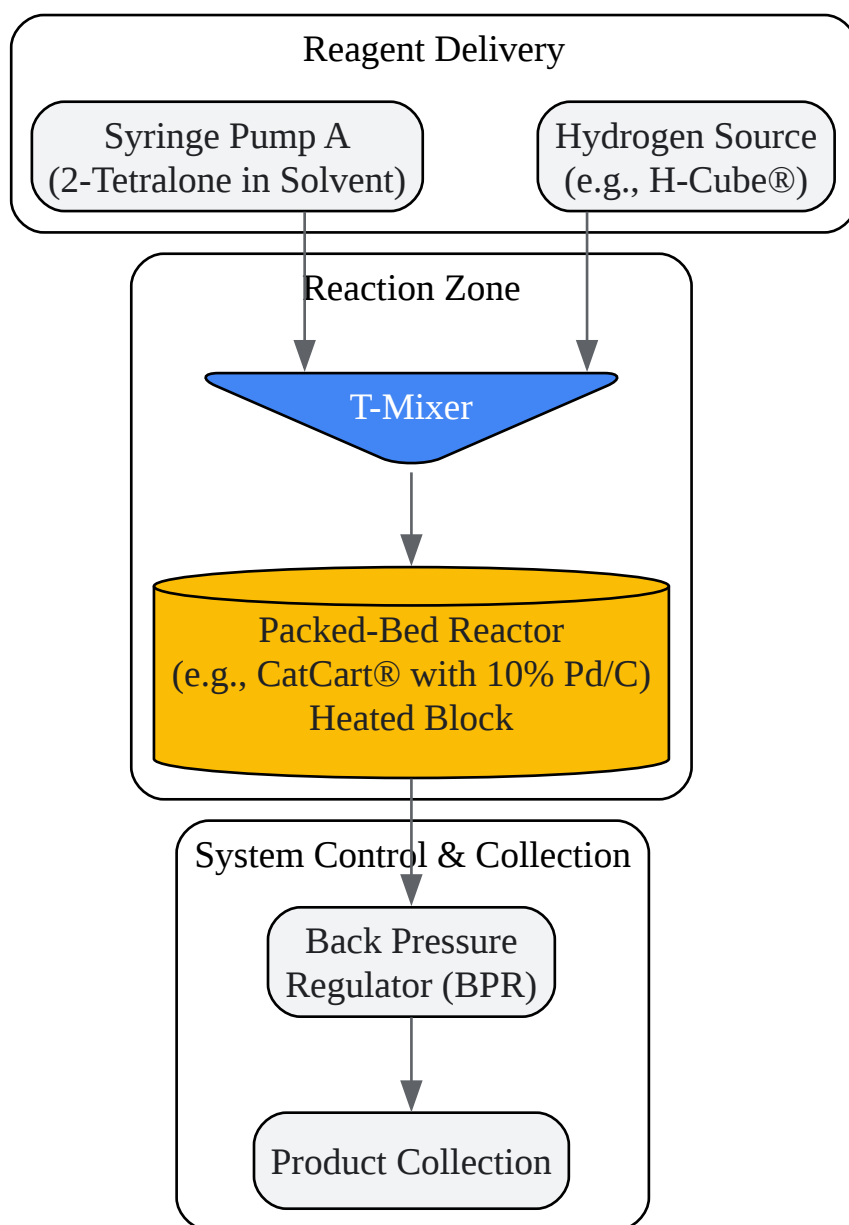 Reagent Delivery
Syringe Pump A
(2-Tetralone in Solvent)
Hydrogen Source
(e.g., H-Cube®)
Reaction Zone
T-Mixer
Packed-Bed Reactor
(e.g., CatCart® with 10% Pd/C)
Heated Block
System Control & Collection
Back Pressure
Regulator (BPR)
Product Collection